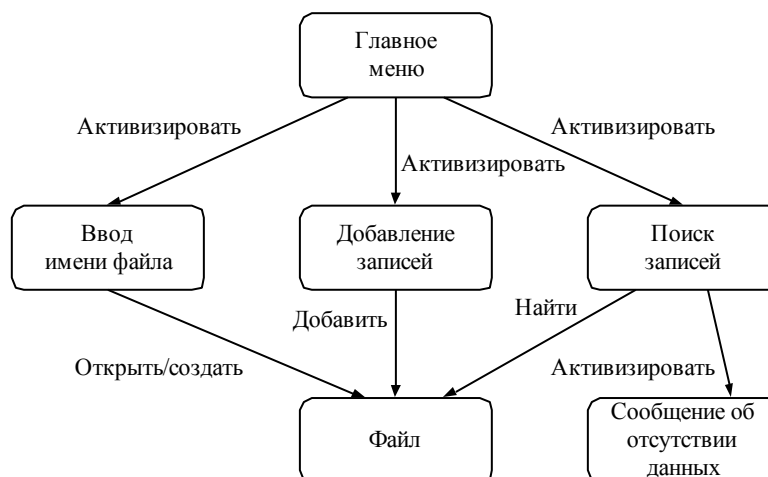 Главное
меню
Активизировать
Активизировать
Активизировать
Ввод
имени файла
Добавление
записей
Поиск
записей
Добавить
Найти
Открыть/создать
Активизировать
Файл
Сообщение об
отсутствии
данных